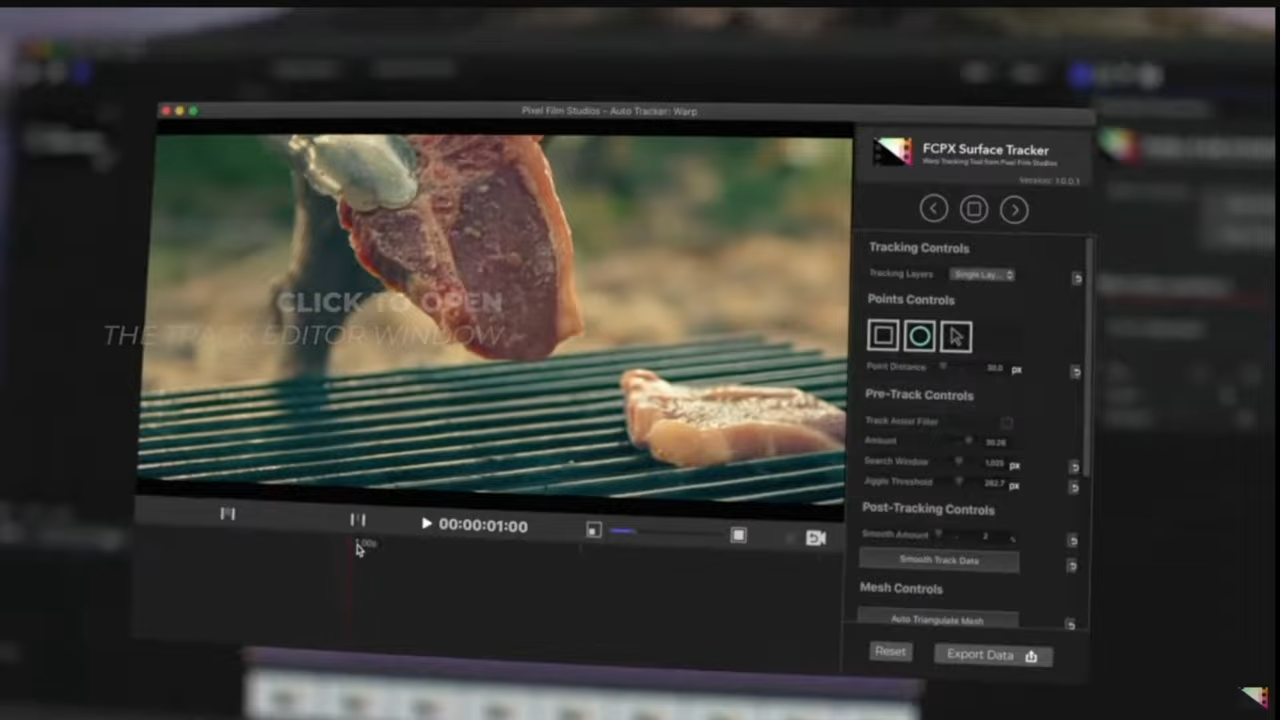 Pixel Film Studios - Auto Tracker: Warp
FCPX Surface Tracker
Warp Tracking Tool from Pixel Film Studios
Version: 1.0.0.1
CLICK TO OPEN
THE TRACK EDITOR WINDOW
Tracking Controls
Tracking Layers Single Lay...
Points Controls
Point Distance 30.0 px
Pre-Track Controls
Track Assist Filter
Amount 30.26
Search Window px
Jiggle Threshold 262.7 px
Post-Tracking Controls
Smooth Amount 2
Smooth Track Data
Mesh Controls
Auto Triangulate Mesh
Reset Export Data
00:00:01:00
1.00s